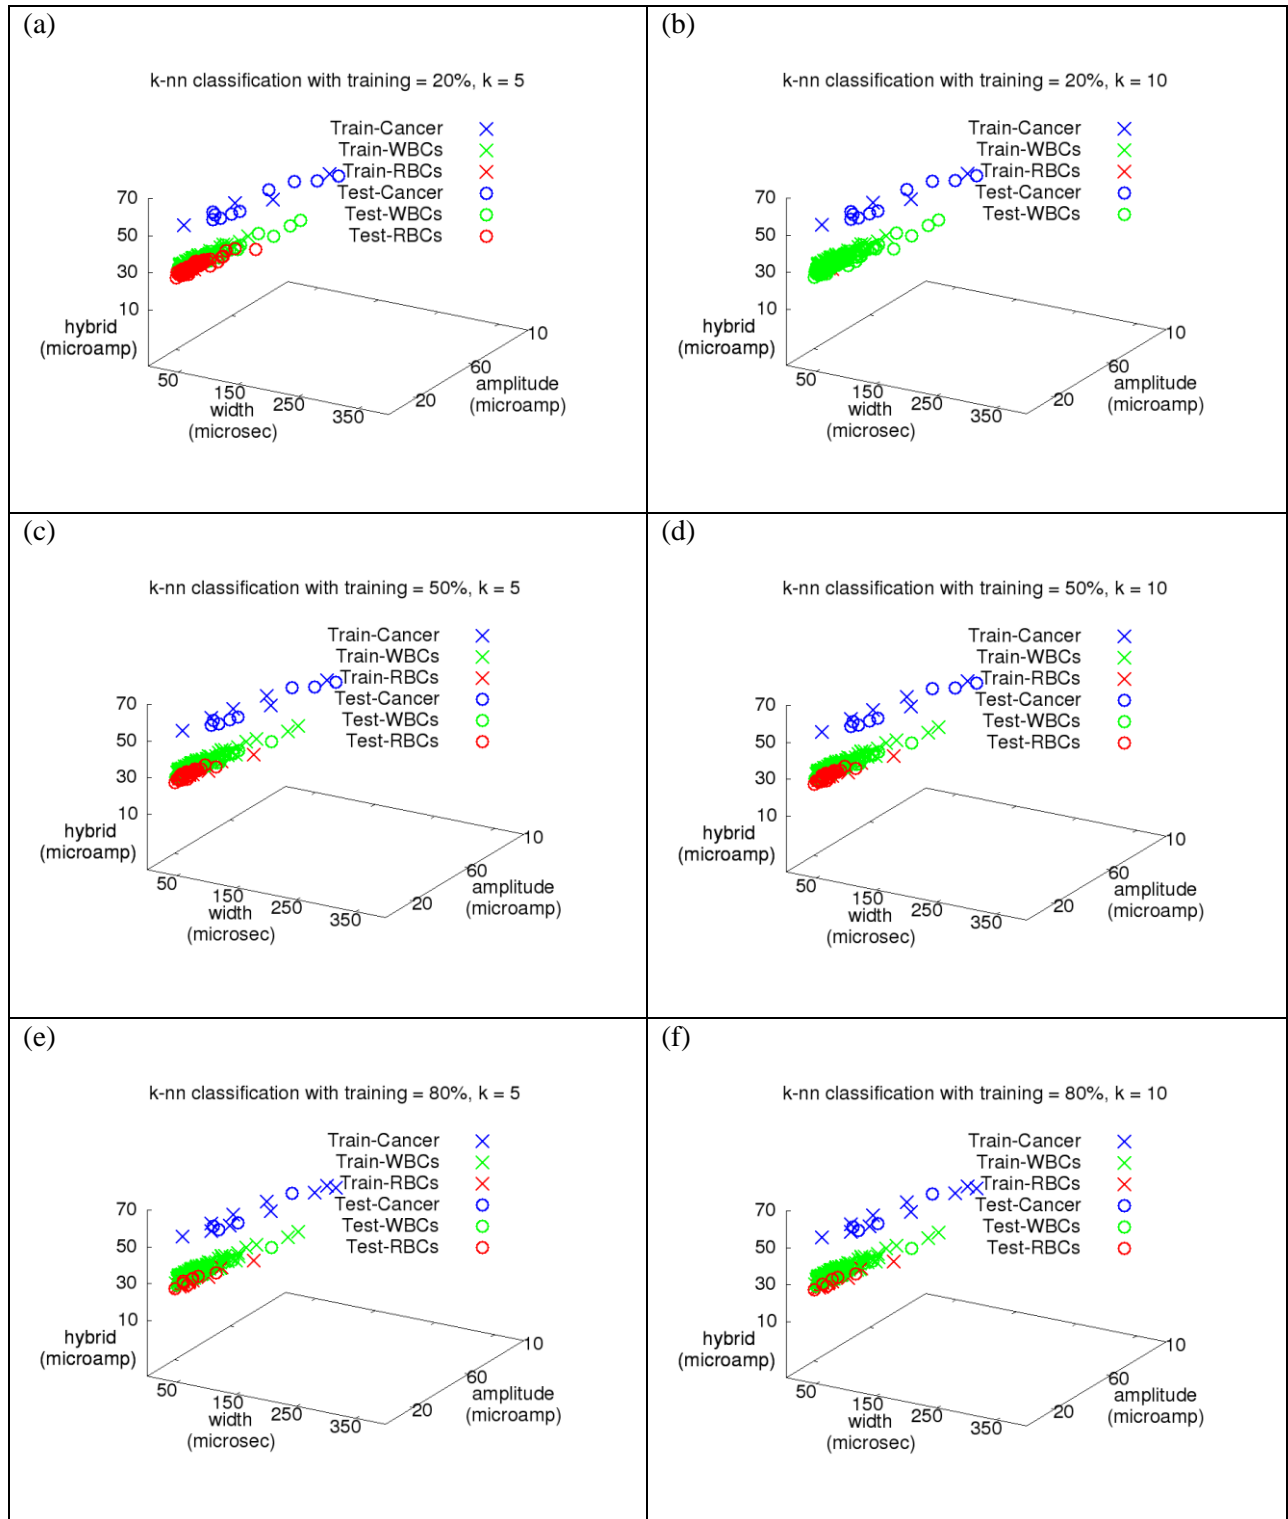 (a)
k-nn classification with training = 20%, k = 5
Train-Cancer
Train-WBCs
Train-RBCs
Test-Cancer
Test-WBCs
Test-RBCs
70
50
30
10
hybrid
(microamp)
50
150
250
350
width
(microsec)
20
60
10
amplitude
(microamp)
(b)
k-nn classification with training = 20%, k = 10
Train-Cancer
Train-WBCs
Train-RBCs
Test-Cancer
Test-WBCs
70
50
30
10
hybrid
(microamp)
50
150
250
350
width
(microsec)
20
60
10
amplitude
(microamp)
(c)
k-nn classification with training = 50%, k = 5
Train-Cancer
Train-WBCs
Train-RBCs
Test-Cancer
Test-WBCs
Test-RBCs
70
50
30
10
hybrid
(microamp)
50
150
250
350
width
(microsec)
20
60
10
amplitude
(microamp)
(d)
k-nn classification with training = 50%, k = 10
Train-Cancer
Train-WBCs
Train-RBCs
Test-Cancer
Test-WBCs
Test-RBCs
70
50
30
10
hybrid
(microamp)
50
150
250
350
width
(microsec)
20
60
10
amplitude
(microamp)
(e)
k-nn classification with training = 80%, k = 5
Train-Cancer
Train-WBCs
Train-RBCs
Test-Cancer
Test-WBCs
Test-RBCs
70
50
30
10
hybrid
(microamp)
50
150
250
350
width
(microsec)
20
60
10
amplitude
(microamp)
(f)
k-nn classification with training = 80%, k = 10
Train-Cancer
Train-WBCs
Train-RBCs
Test-Cancer
Test-WBCs
Test-RBCs
70
50
30
10
hybrid
(microamp)
50
150
250
350
width
(microsec)
20
60
10
amplitude
(microamp)